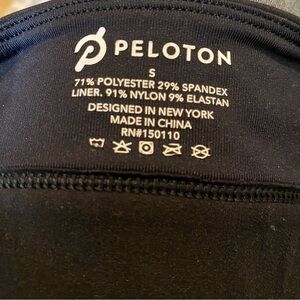 PELOTON
S
71% POLYESTER 29% SPANDEX
LINER, 91% NYLON 9% ELASTAN
DESIGNED IN NEW YORK
MADE IN CHINA
RN#150110